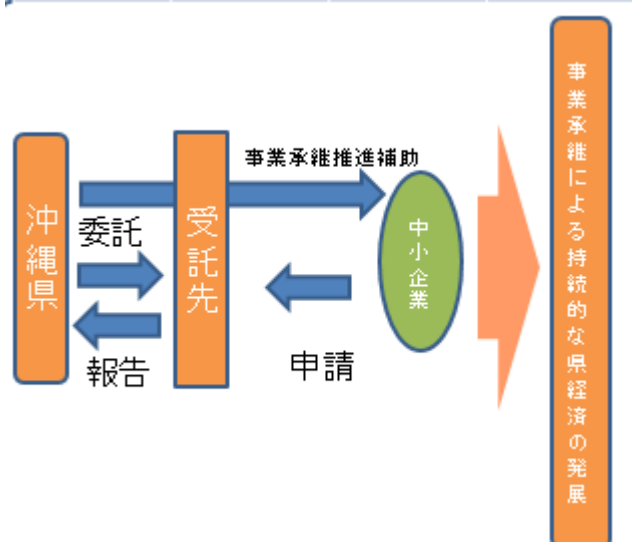 沖縄県
委託
報告
受託先
事業承継推進補助
申請
中小企業
事業承継による持続的な県経済の発展